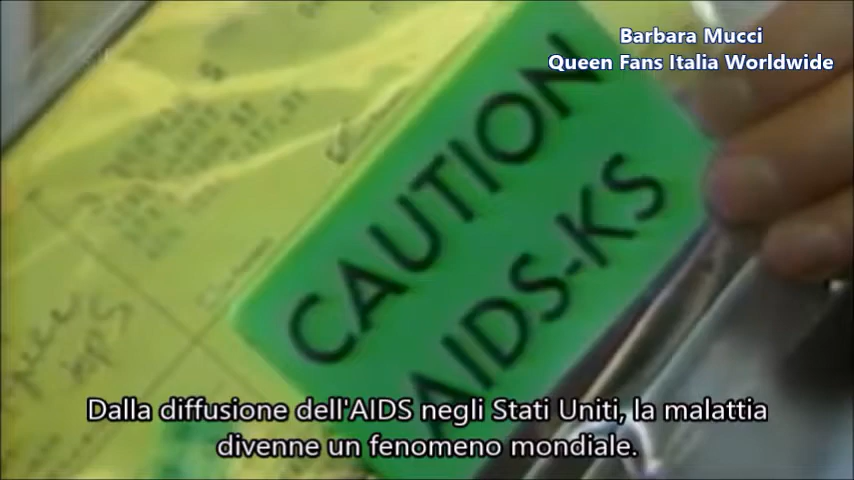 Barbara Mucci
Queen Fans Italia Worldwide
CAUTION
AIDS-KS
Dalla diffusione dell'AIDS negli Stati Uniti, la malattia
divenne un fenomeno mondiale.